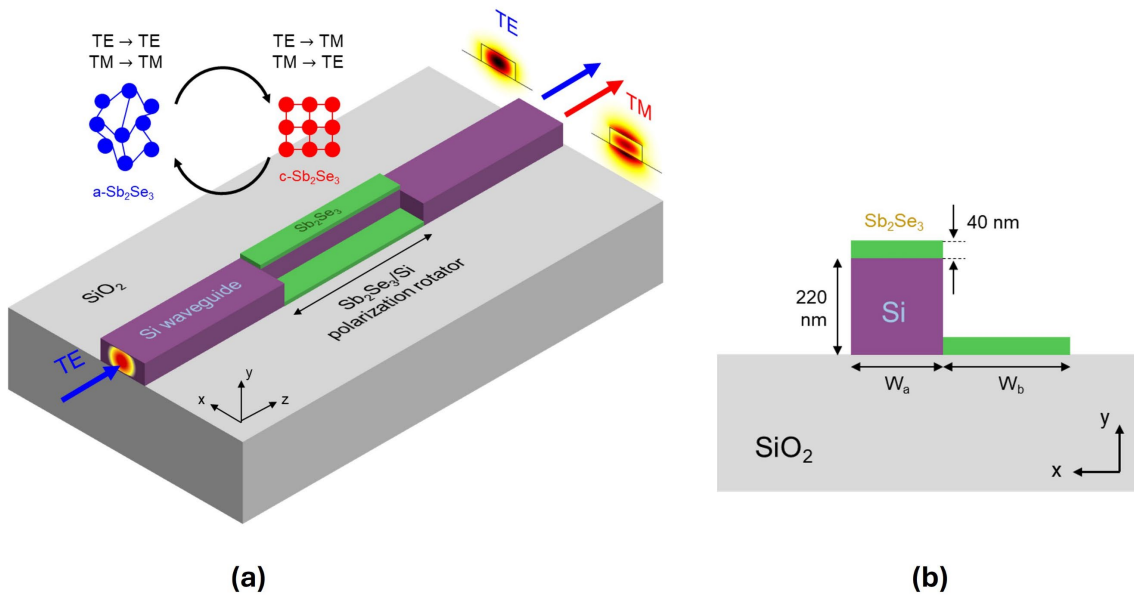 TE → TE
TM → TM
TE → TM
TM → TE
a-Sb₂Se₃
c-Sb₂Se₃
TE
TM
SiO₂
Sb₂Se₃
Si waveguide
Sb₂Se₃/Si
polarization rotator
TE
x
y
z
(a)
Sb₂Se₃
40 nm
220
nm
Si
Wₐ
W_b
SiO₂
y
x
(b)